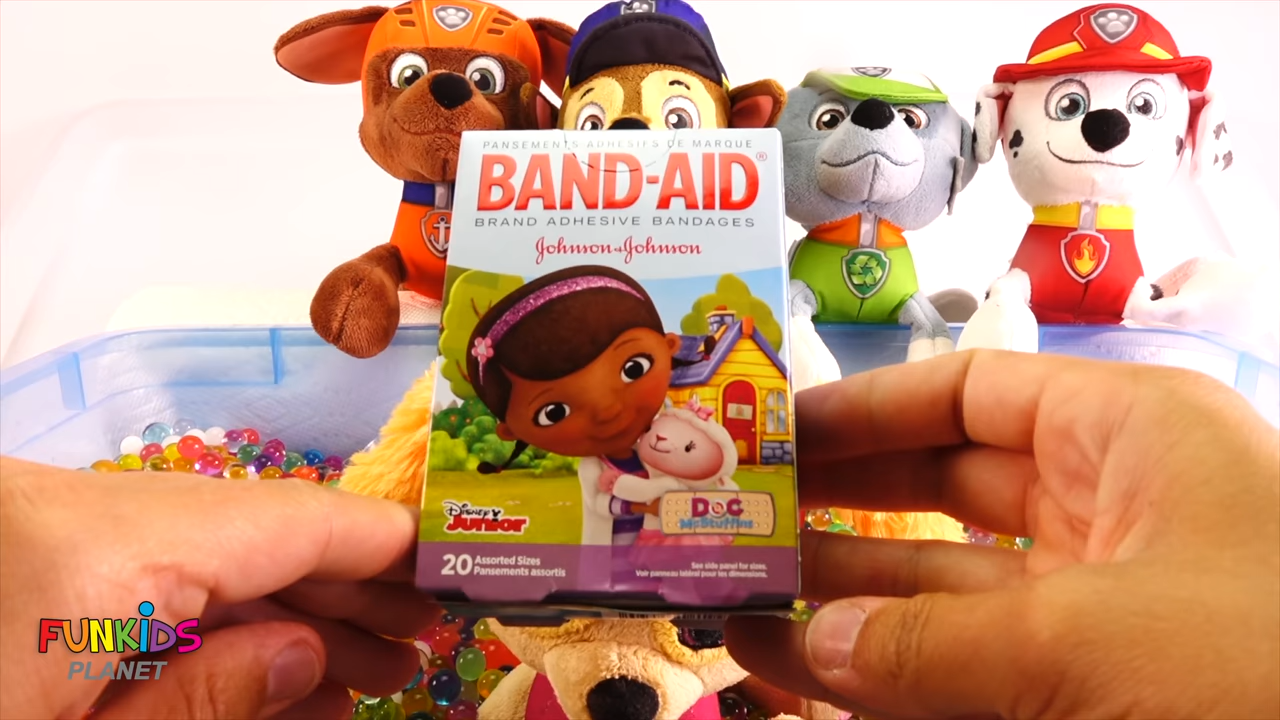 PANSEMENTS ADHÉSIFS DE MARQUE
BAND-AID®
BRAND ADHESIVE BANDAGES
Johnson & Johnson
Disney
Junior
DOC
McStuffins
20 Assorted Sizes
Pansements assortis
See side panel for sizes.
Voir panneau latéral pour les dimensions.
FUNKiDS
PLANET